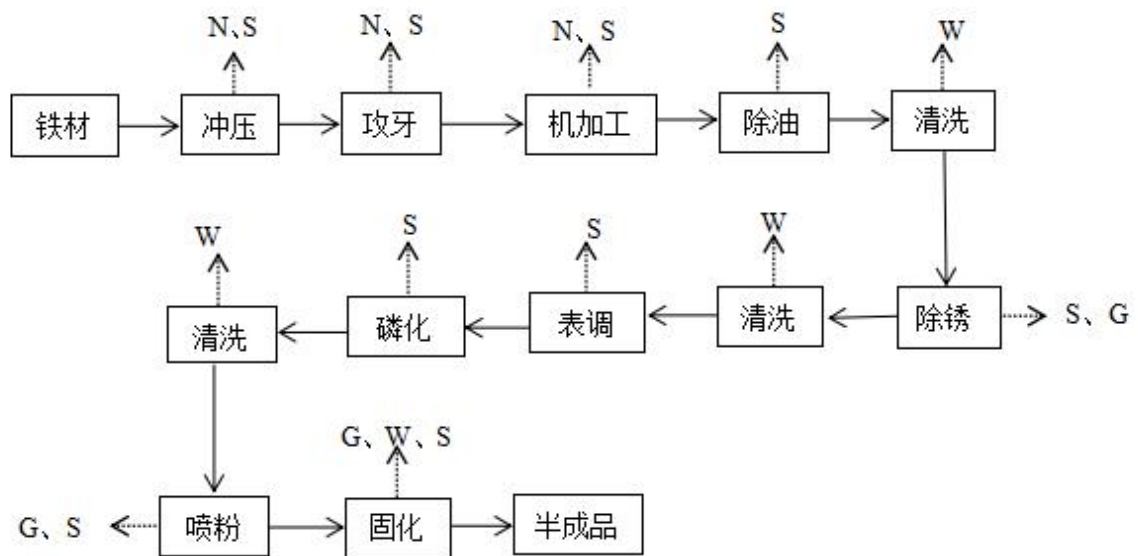 N、S N、S N、S S W
铁材 冲压 攻牙 机加工 除油 清洗
W S S W
清洗 磷化 表调 清洗 除锈 S、G
G、W、S
G、S 喷粉 固化 半成品